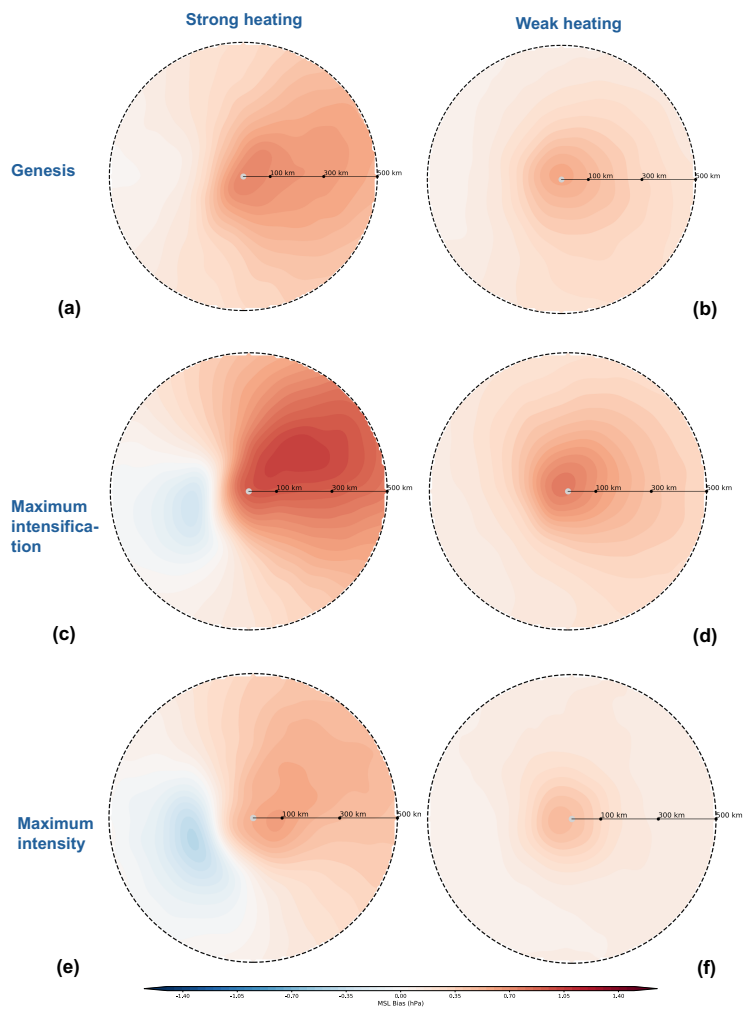 Strong heating
Weak heating
Genesis
100 km
300 km
500 km
100 km
300 km
500 km
(a)
(b)
Maximum
intensifica-
tion
100 km
300 km
500 km
100 km
300 km
500 km
(c)
(d)
Maximum
intensity
100 km
300 km
500 kn
100 km
300 km
500 km
(e)
(f)
-1.40
-1.05
-0.70
-0.35
0.00
0.35
0.70
1.05
1.40
MSL Bias (hPa)